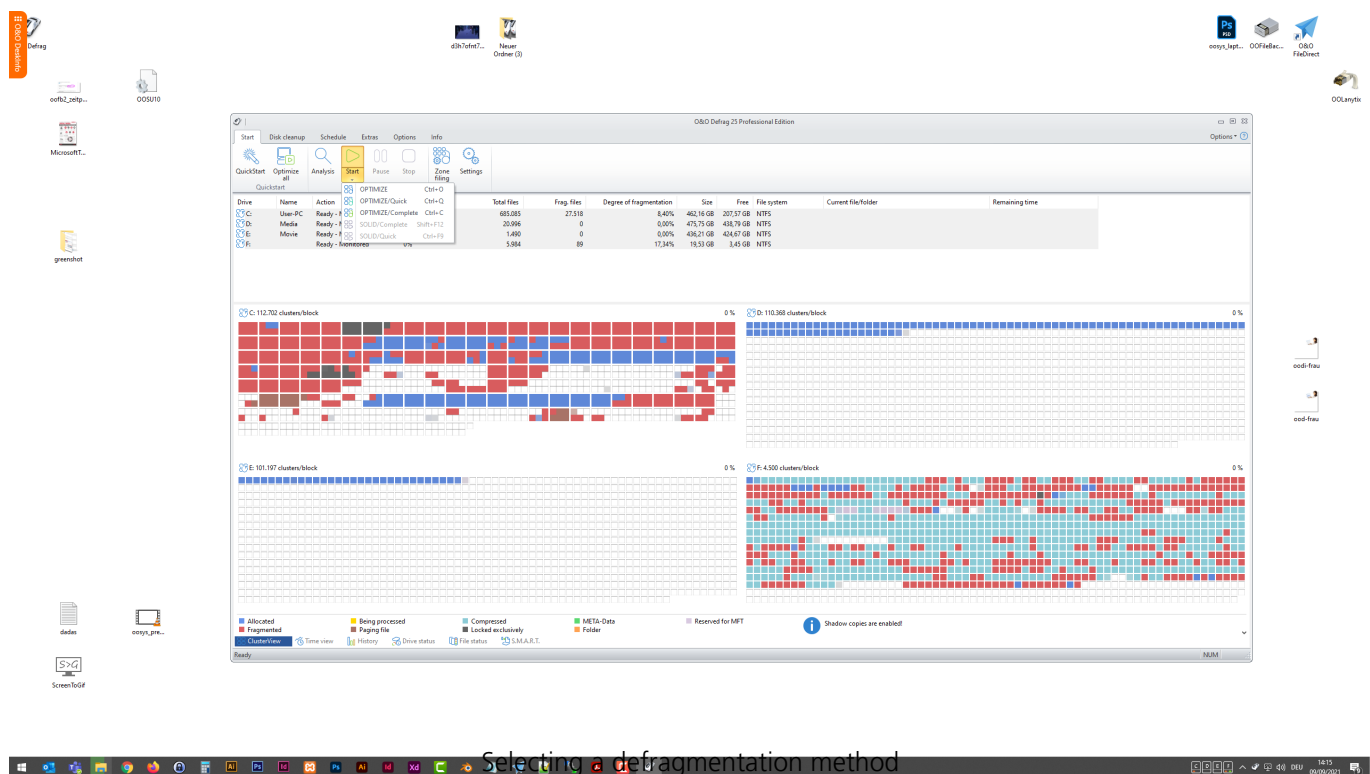 O&O DeskInfo
Defrag
d3h7ofnt7...
Neuer
Ordner (3)
oosys_lapt...
OOFileBac...
O&O
FileDirect
oofb2_zeitp...
OOSU10
OOLanytix
MicrosoftT...
greenshot
oodi-frau
ood-frau
dadas
oosys_pre...
ScreenToGif
O&O Defrag 25 Professional Edition
Start Disk cleanup Schedule Extras Options Info Options
QuickStart Optimize all Analysis Start Pause Stop Zone filing Settings
Quickstart
OPTIMIZE Ctrl+O
OPTIMIZE/Quick Ctrl+Q
OPTIMIZE/Complete Ctrl+C
SOLID/Complete Shift+F12
SOLID/Quick Ctrl+F9
Drive Name Action Total files Frag. files Degree of fragmentation Size Free File system Current file/folder Remaining time
C: User-PC Ready - 685.085 27.518 8,40% 462,16 GB 207,57 GB NTFS
D: Media Ready - 20.996 0 0,00% 475,75 GB 438,79 GB NTFS
E: Movie Ready - 1.490 0 0,00% 436,21 GB 424,67 GB NTFS
F: Ready - Monitored 0% 5.984 89 17,34% 19,53 GB 3,45 GB NTFS
C: 112.702 clusters/block 0 %
D: 110.368 clusters/block 0 %
E: 101.197 clusters/block 0 %
F: 4.500 clusters/block 0 %
Allocated Being processed Compressed META-Data Reserved for MFT
Fragmented Paging file Locked exclusively Folder
Shadow copies are enabled!
ClusterView Time view History Drive status File status S.M.A.R.T.
Ready NUM
Selecting a defragmentation method
C D E F DEU 14:15
09/09/2021